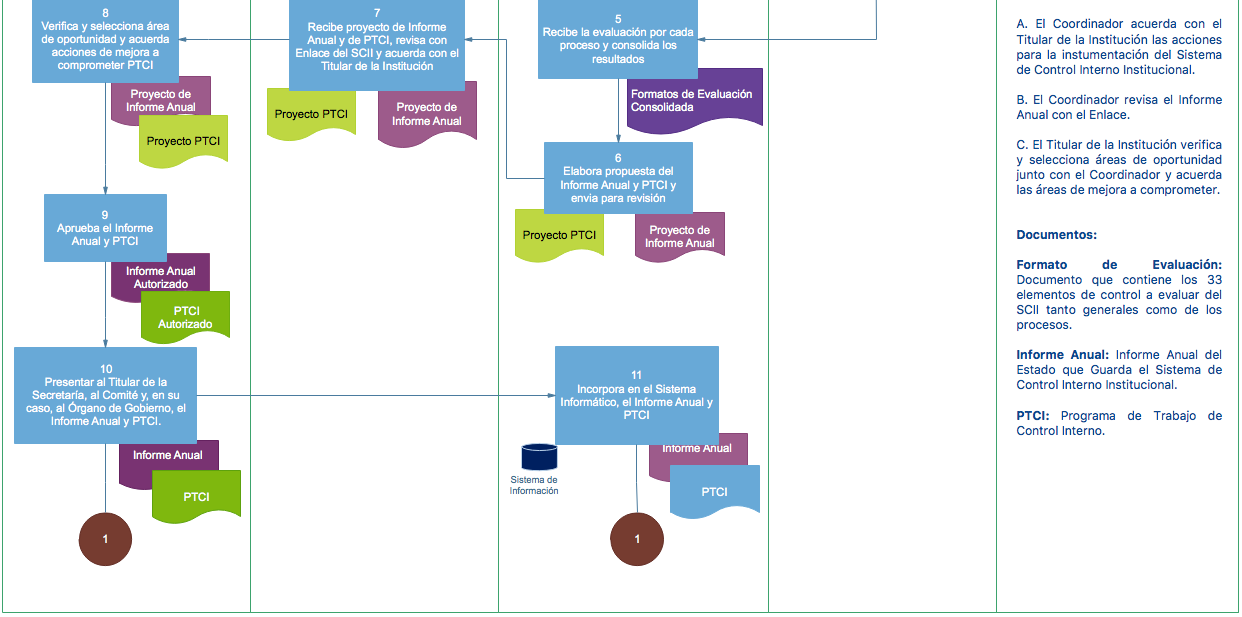 8
Verifica y selecciona área
de oportunidad y acuerda
acciones de mejora a
comprometer PTCI
Proyecto de
Informe Anual
Proyecto PTCI
7
Recibe proyecto de Informe
Anual y de PTCI, revisa con
Enlace del SCII y acuerda con el
Titular de la Institución
Proyecto PTCI
Proyecto de
Informe Anual
5
Recibe la evaluación por cada
proceso y consolida los
resultados
Formatos de Evaluación
Consolidada
6
Elabora propuesta del
Informe Anual y PTCI y
envia para revisión
Proyecto PTCI
Proyecto de
Informe Anual
9
Aprueba el Informe
Anual y PTCI
Informe Anual
Autorizado
PTCI
Autorizado
10
Presentar al Titular de la
Secretaría, al Comité y, en su
caso, al Órgano de Gobierno, el
Informe Anual y PTCI.
Informe Anual
PTCI
1
11
Incorpora en el Sistema
Informático, el Informe Anual y
PTCI
Sistema de
Información
Informe Anual
PTCI
1
A. El Coordinador acuerda con el
Titular de la Institución las acciones
para la instumentación del Sistema
de Control Interno Institucional.
B. El Coordinador revisa el Informe
Anual con el Enlace.
C. El Titular de la Institución verifica
y selecciona áreas de oportunidad
junto con el Coordinador y acuerda
las áreas de mejora a comprometer.
Documentos:
Formato de Evaluación:
Documento que contiene los 33
elementos de control a evaluar del
SCII tanto generales como de los
procesos.
Informe Anual: Informe Anual del
Estado que Guarda el Sistema de
Control Interno Institucional.
PTCI: Programa de Trabajo de
Control Interno.